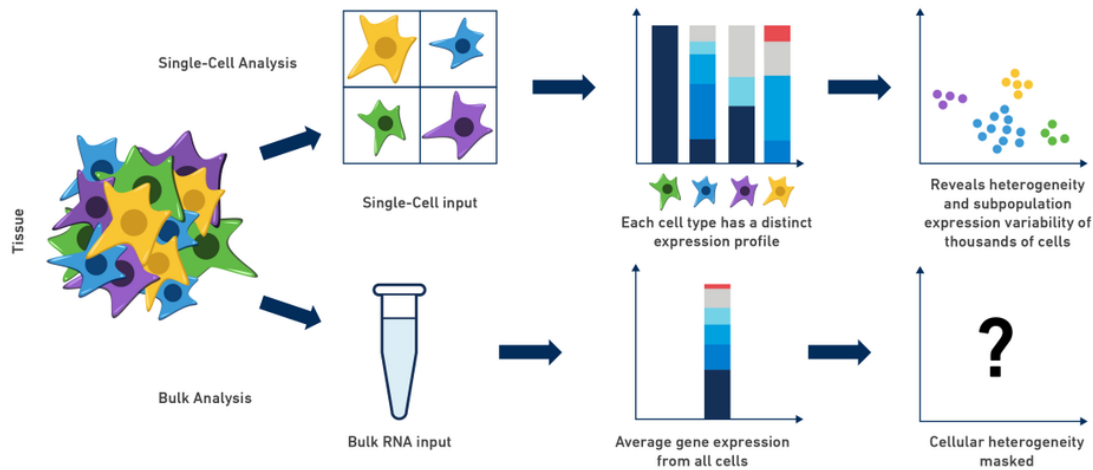 Single-Cell Analysis
Tissue
Single-Cell input
Each cell type has a distinct
expression profile
Reveals heterogeneity
and subpopulation
expression variability of
thousands of cells
Bulk Analysis
Bulk RNA input
Average gene expression
from all cells
?
Cellular heterogeneity
masked